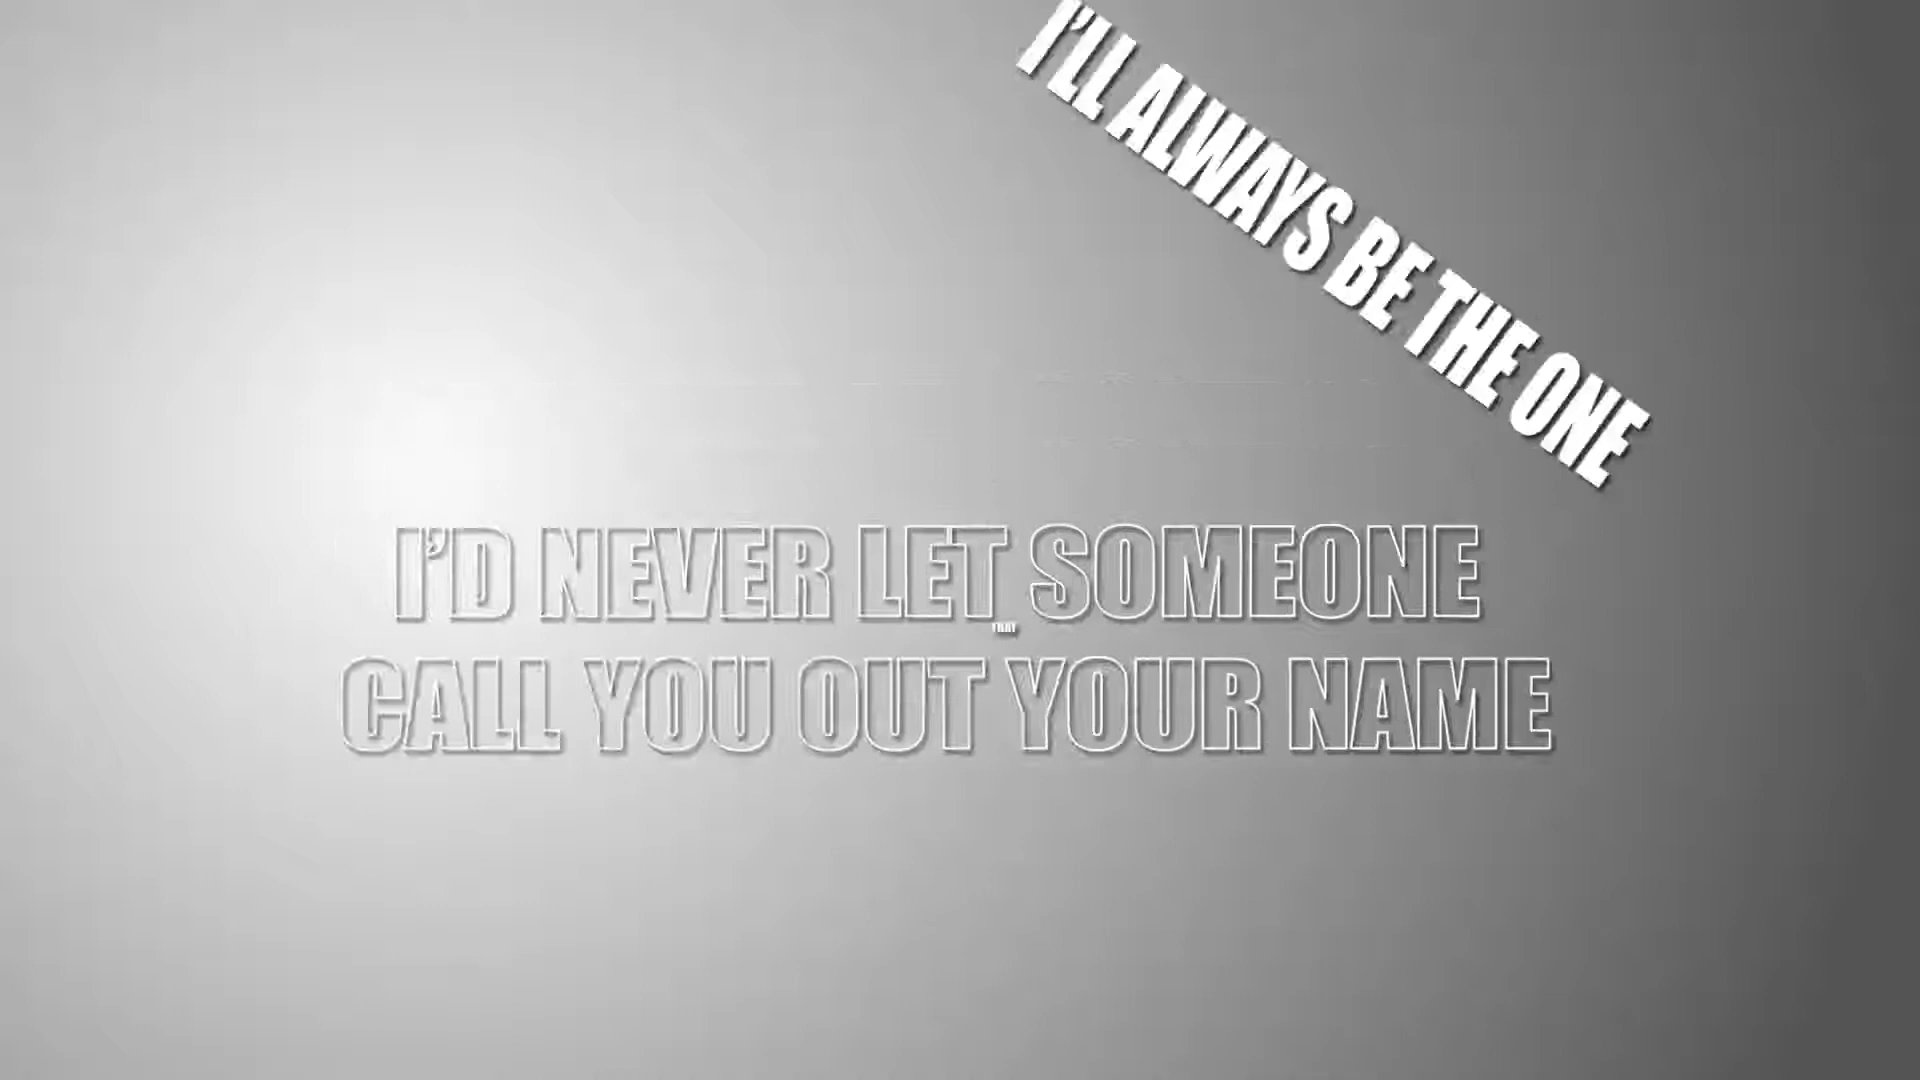 I'LL ALWAYS BE THE ONE
I'D NEVER LET SOMEONE
CALL YOU OUT YOUR NAME